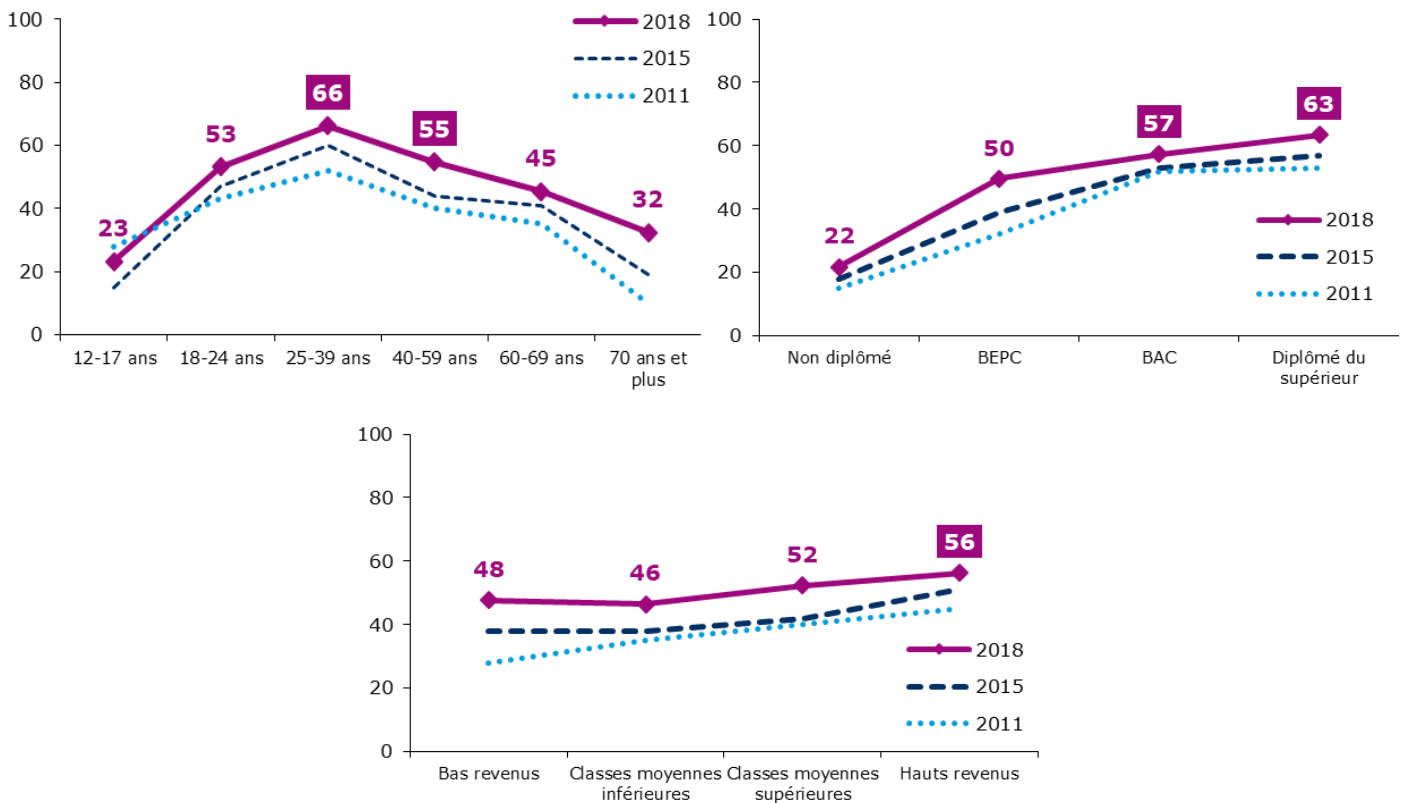 100
80
60
40
20
0
2018
2015
2011
23
53
66
55
45
32
12-17 ans
18-24 ans
25-39 ans
40-59 ans
60-69 ans
70 ans et
plus
100
80
60
40
20
0
22
50
57
63
2018
2015
2011
Non diplômé
BEPC
BAC
Diplômé du
supérieur
100
80
60
40
20
0
48
46
52
56
2018
2015
2011
Bas revenus
Classes moyennes
inférieures
Classes moyennes
supérieures
Hauts revenus